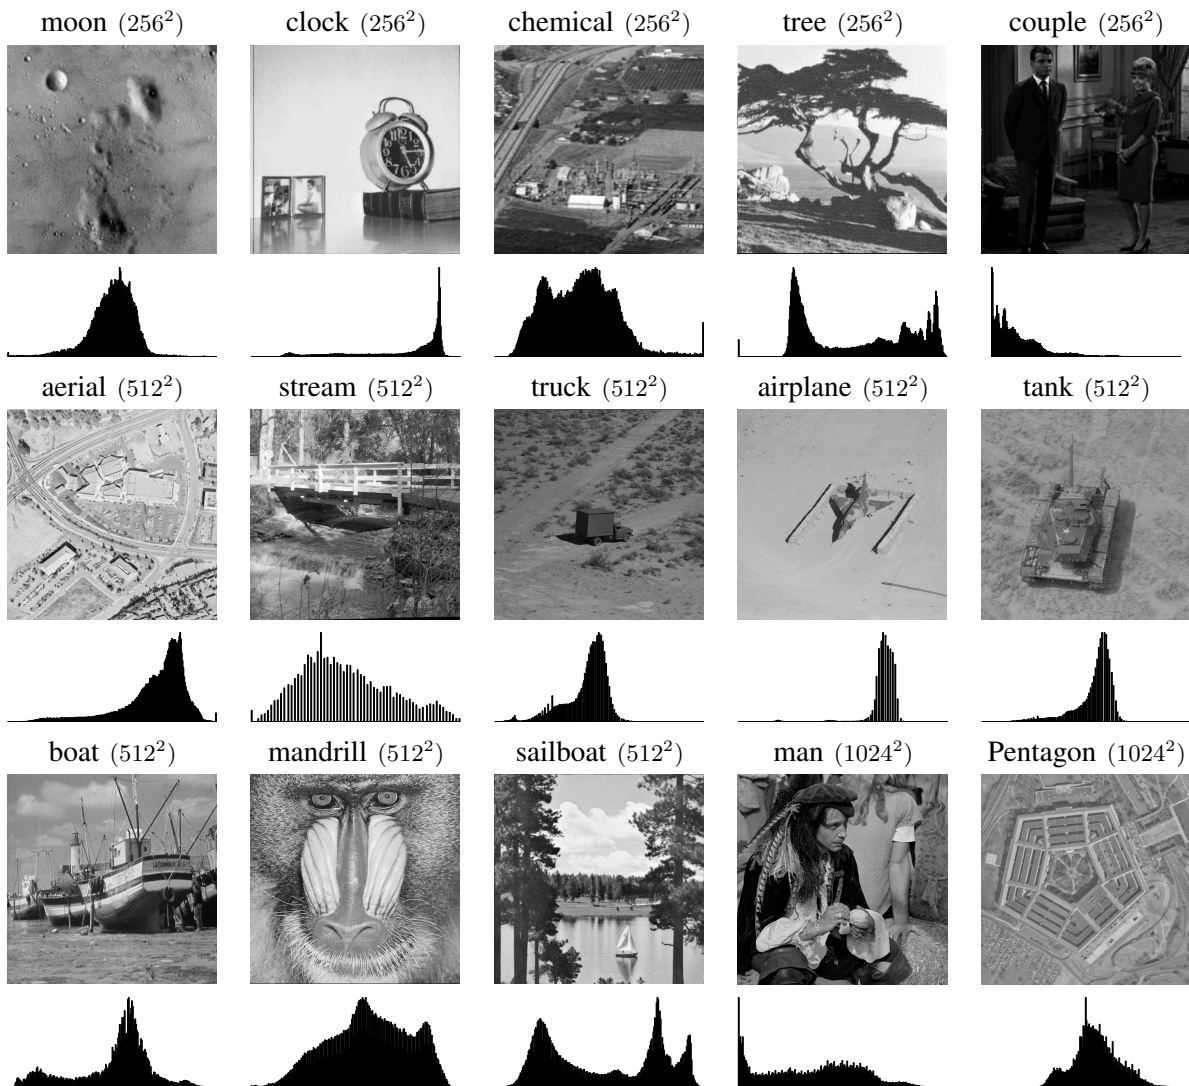 moon (256²) clock (256²) chemical (256²) tree (256²) couple (256²)
aerial (512²) stream (512²) truck (512²) airplane (512²) tank (512²)
boat (512²) mandrill (512²) sailboat (512²) man (1024²) Pentagon (1024²)